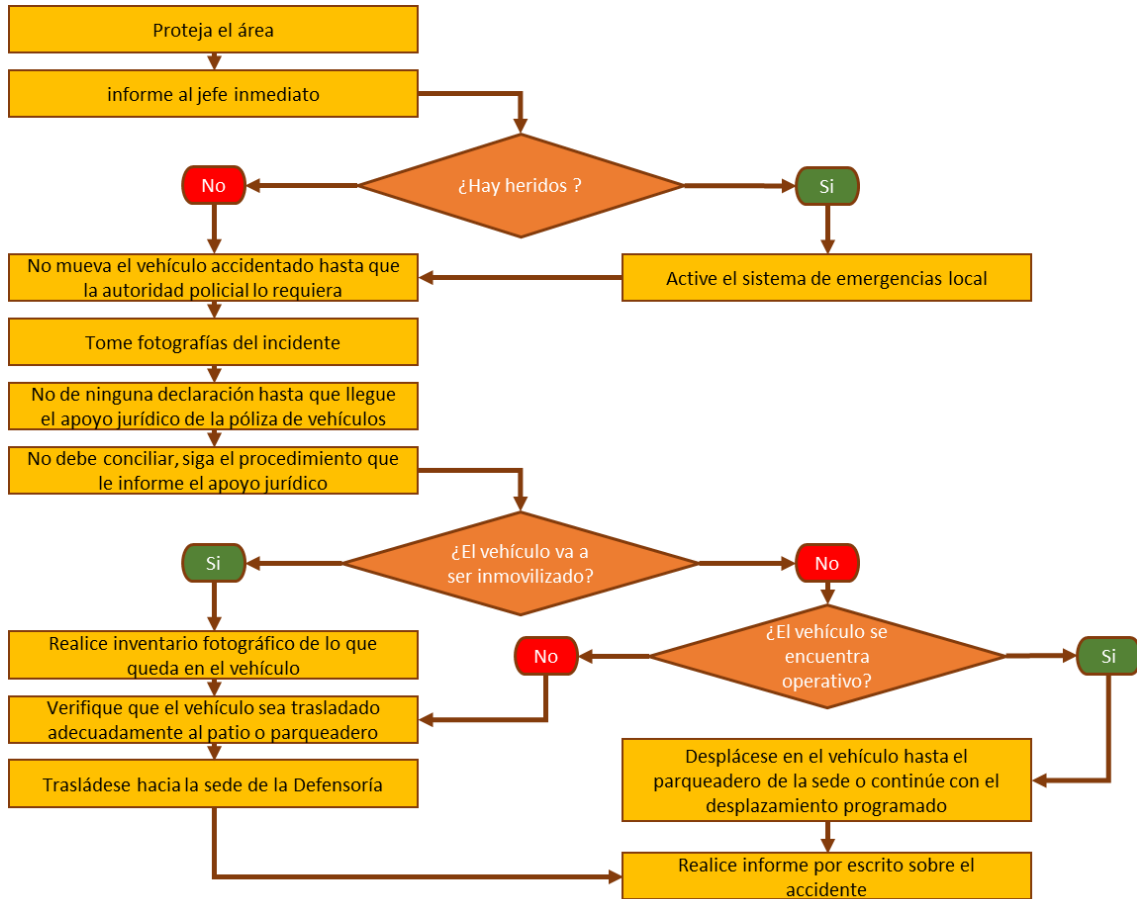 Proteja el área
informe al jefe inmediato
¿Hay heridos ?
No
Si
No mueva el vehículo accidentado hasta que
la autoridad policial lo requiera
Active el sistema de emergencias local
Tome fotografías del incidente
No de ninguna declaración hasta que llegue
el apoyo jurídico de la póliza de vehículos
No debe conciliar, siga el procedimiento que
le informe el apoyo jurídico
¿El vehículo va a
ser inmovilizado?
Si
No
Realice inventario fotográfico de lo que
queda en el vehículo
¿El vehículo se
encuentra
operativo?
No
Si
Verifique que el vehículo sea trasladado
adecuadamente al patio o parqueadero
Trasládese hacia la sede de la Defensoría
Desplácese en el vehículo hasta el
parqueadero de la sede o continúe con el
desplazamiento programado
Realice informe por escrito sobre el
accidente